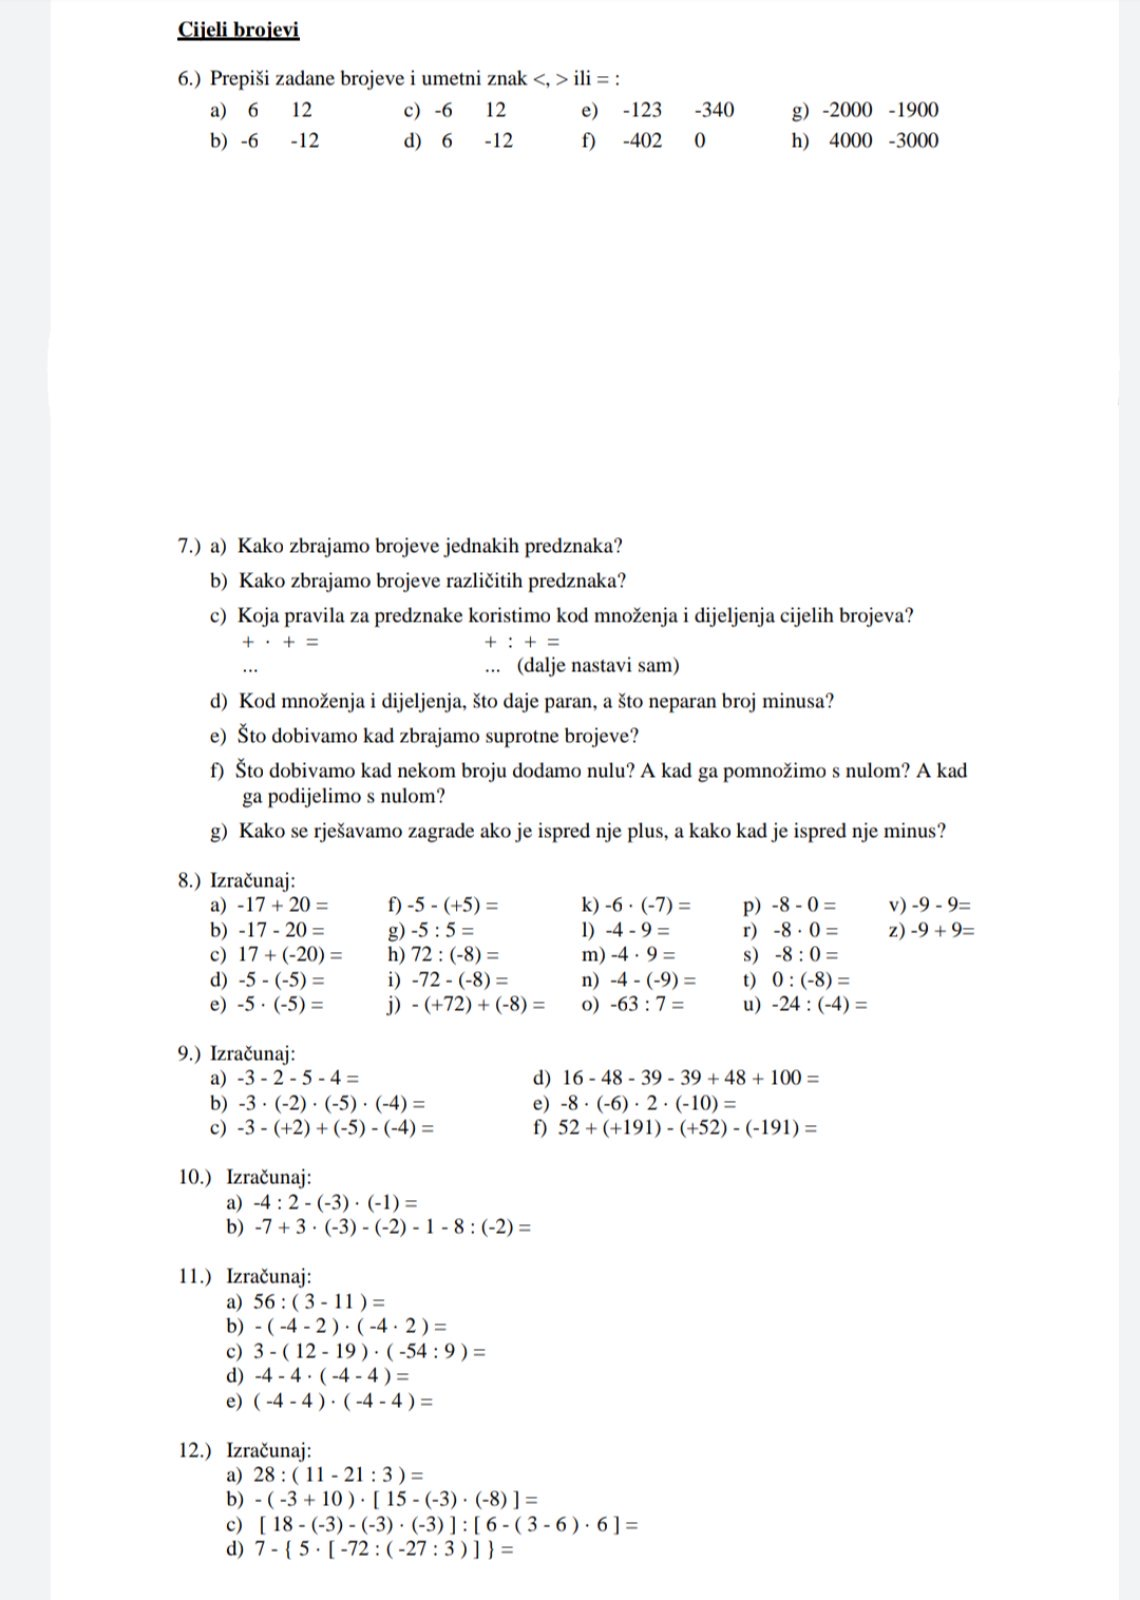 Cijeli brojevi
6.) Prepiši zadane brojeve i umetni znak <, > ili = :
a) 6 12 c) -6 12 e) -123 -340 g) -2000 -1900
b) -6 -12 d) 6 -12 f) -402 0 h) 4000 -3000
7.) a) Kako zbrajamo brojeve jednakih predznaka?
b) Kako zbrajamo brojeve različitih predznaka?
c) Koja pravila za predznake koristimo kod množenja i dijeljenja cijelih brojeva?
+ · + = + : + =
... ... (dalje nastavi sam)
d) Kod množenja i dijeljenja, što daje paran, a što neparan broj minusa?
e) Što dobivamo kad zbrajamo suprotne brojeve?
f) Što dobivamo kad nekom broju dodamo nulu? A kad ga pomnožimo s nulom? A kad
ga podijelimo s nulom?
g) Kako se rješavamo zagrade ako je ispred nje plus, a kako kad je ispred nje minus?
8.) Izračunaj:
a) -17 + 20 = f) -5 - (+5) = k) -6 · (-7) = p) -8 - 0 = v) -9 - 9=
b) -17 - 20 = g) -5 : 5 = l) -4 - 9 = r) -8 · 0 = z) -9 + 9=
c) 17 + (-20) = h) 72 : (-8) = m) -4 · 9 = s) -8 : 0 =
d) -5 - (-5) = i) -72 - (-8) = n) -4 - (-9) = t) 0 : (-8) =
e) -5 · (-5) = j) - (+72) + (-8) = o) -63 : 7 = u) -24 : (-4) =
9.) Izračunaj:
a) -3 - 2 - 5 - 4 = d) 16 - 48 - 39 - 39 + 48 + 100 =
b) -3 · (-2) · (-5) · (-4) = e) -8 · (-6) · 2 · (-10) =
c) -3 - (+2) + (-5) - (-4) = f) 52 + (+191) - (+52) - (-191) =
10.) Izračunaj:
a) -4 : 2 - (-3) · (-1) =
b) -7 + 3 · (-3) - (-2) - 1 - 8 : (-2) =
11.) Izračunaj:
a) 56 : ( 3 - 11 ) =
b) - ( -4 - 2 ) · ( -4 · 2 ) =
c) 3 - ( 12 - 19 ) · ( -54 : 9 ) =
d) -4 - 4 · ( -4 - 4 ) =
e) ( -4 - 4 ) · ( -4 - 4 ) =
12.) Izračunaj:
a) 28 : ( 11 - 21 : 3 ) =
b) - ( -3 + 10 ) · [ 15 - (-3) · (-8) ] =
c) [ 18 - (-3) - (-3) · (-3) ] : [ 6 - ( 3 - 6 ) · 6 ] =
d) 7 - { 5 · [ -72 : ( -27 : 3 ) ] } =